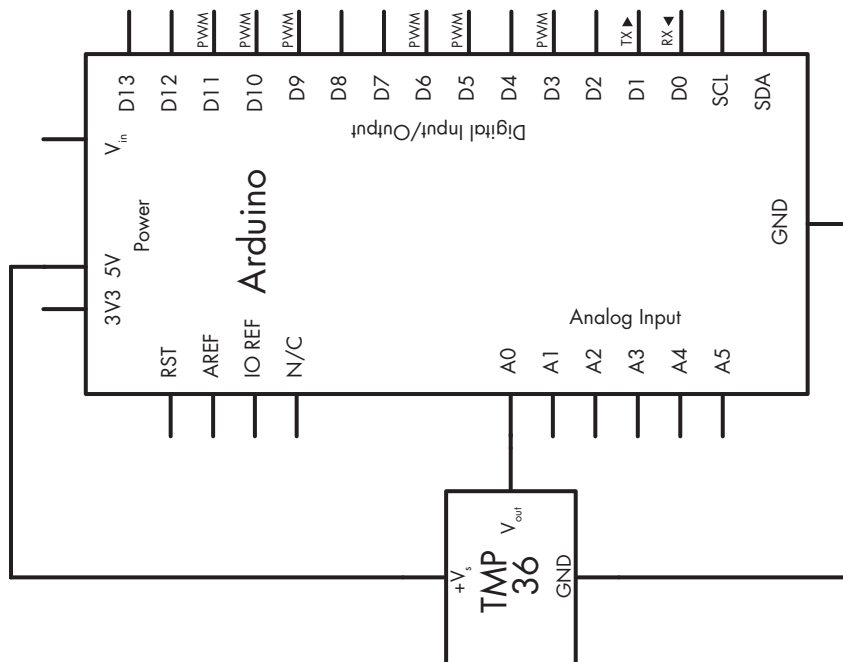 PWM
PWM
PWM
PWM
PWM
PWM
TX ▶
RX ◀
D13
D12
D11
D10
D9
D8
D7
D6
D5
D4
D3
D2
D1
D0
SCL
SDA
Digital Input/Output
Vin
Power
5V
3V3
Arduino
GND
Analog Input
RST
AREF
IO REF
N/C
A0
A1
A2
A3
A4
A5
Vout
+Vs
TMP
36
GND